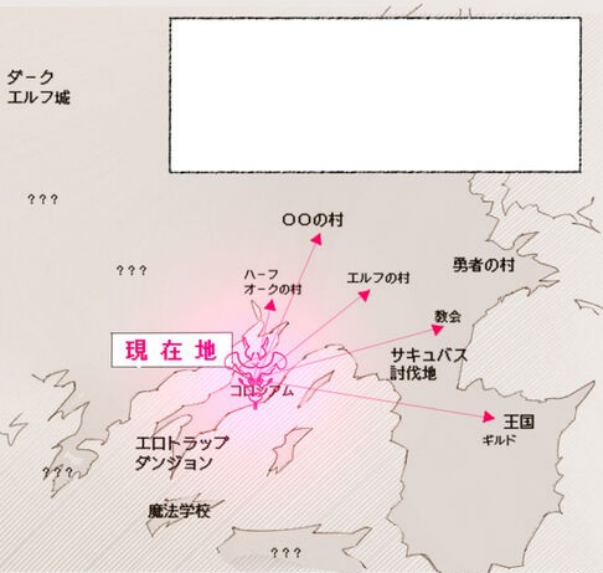 ダーク
エルフ城
???
〇〇の村
???
ハーフ
オークの村
エルフの村
勇者の村
教会
現在地
サキュバス
討伐地
コロシアム
王国
ギルド
エロトラップ
ダンジョン
???
魔法学校
???